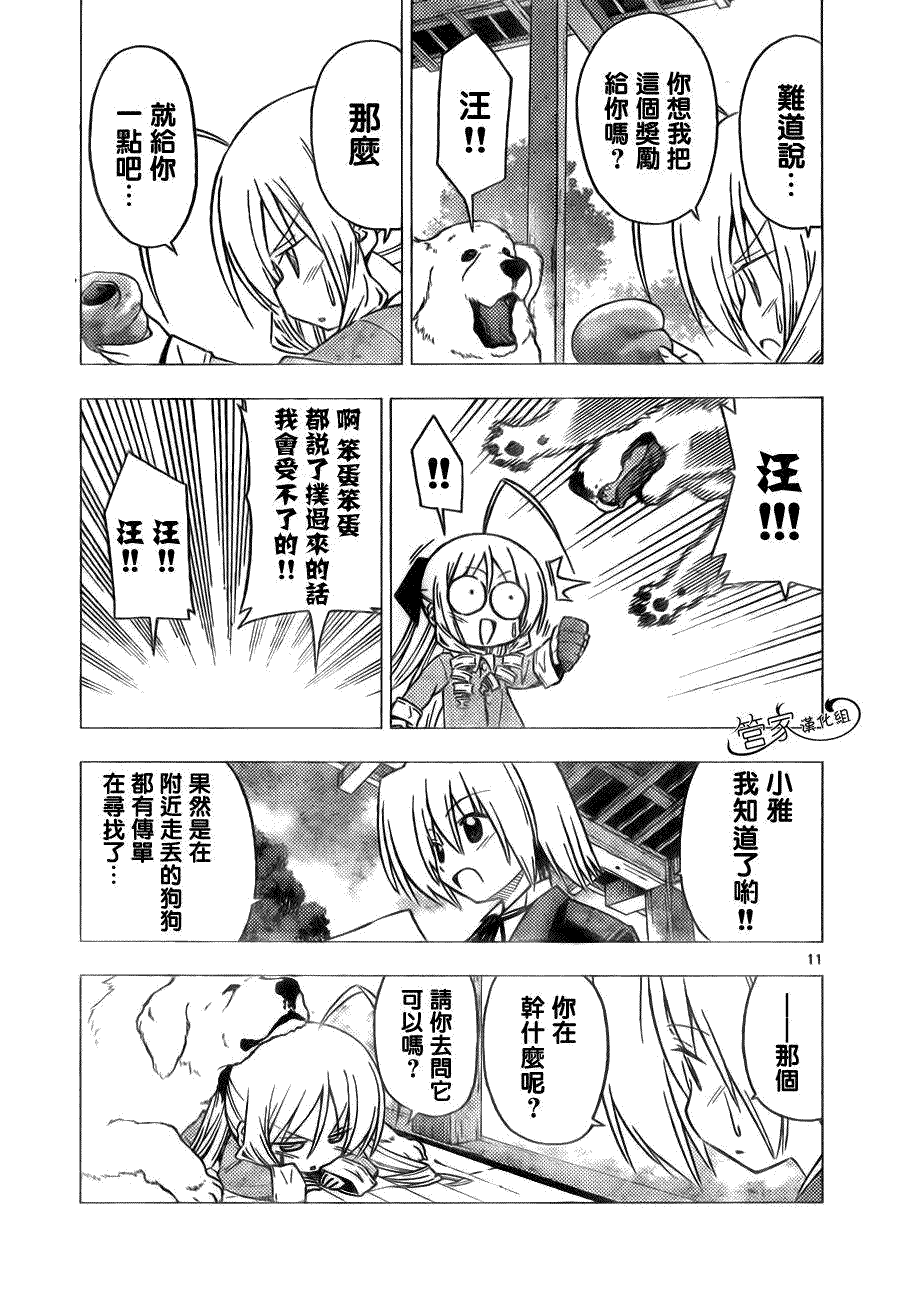 難道說…
你想我把
這個獎勵
給你嗎？
汪!!
那麼
就給你
一點吧…
汪!!!
!!
啊 笨蛋笨蛋
都說了撲過來的話
我會受不了的!!
汪!!
汪!!
管家漢化組
小雅
我知道了喲!!
果然是在
附近走丟的狗狗
都有傳單
在尋找了…
11
——那個
你在
幹什麼呢？
請你去問它
可以嗎？